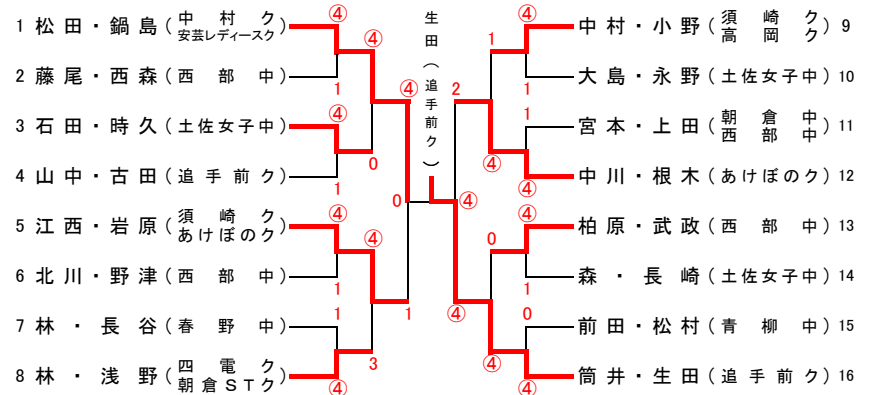 1 松田・鍋島(中村ク 安芸レディースク)
2 藤尾・西森(西部中)
3 石田・時久(土佐女子中)
4 山中・古田(追手前ク)
5 江西・岩原(須崎ク あけぼのク)
6 北川・野津(西部中)
7 林・長谷(春野中)
8 林・浅野(四電ク 朝倉STク)
④
1
④
1
④
1
1
④
④
0
④
3
④
1
0
生田(追手前ク)
④
2
④
1
④
0
④
④
1
1
④
④
1
0
④
中村・小野(須崎ク 高岡ク) 9
大島・永野(土佐女子中) 10
宮本・上田(朝倉中 西部中) 11
中川・根木(あけぼのク) 12
柏原・武政(西部中) 13
森・長崎(土佐女子中) 14
前田・松村(青柳中) 15
筒井・生田(追手前ク) 16